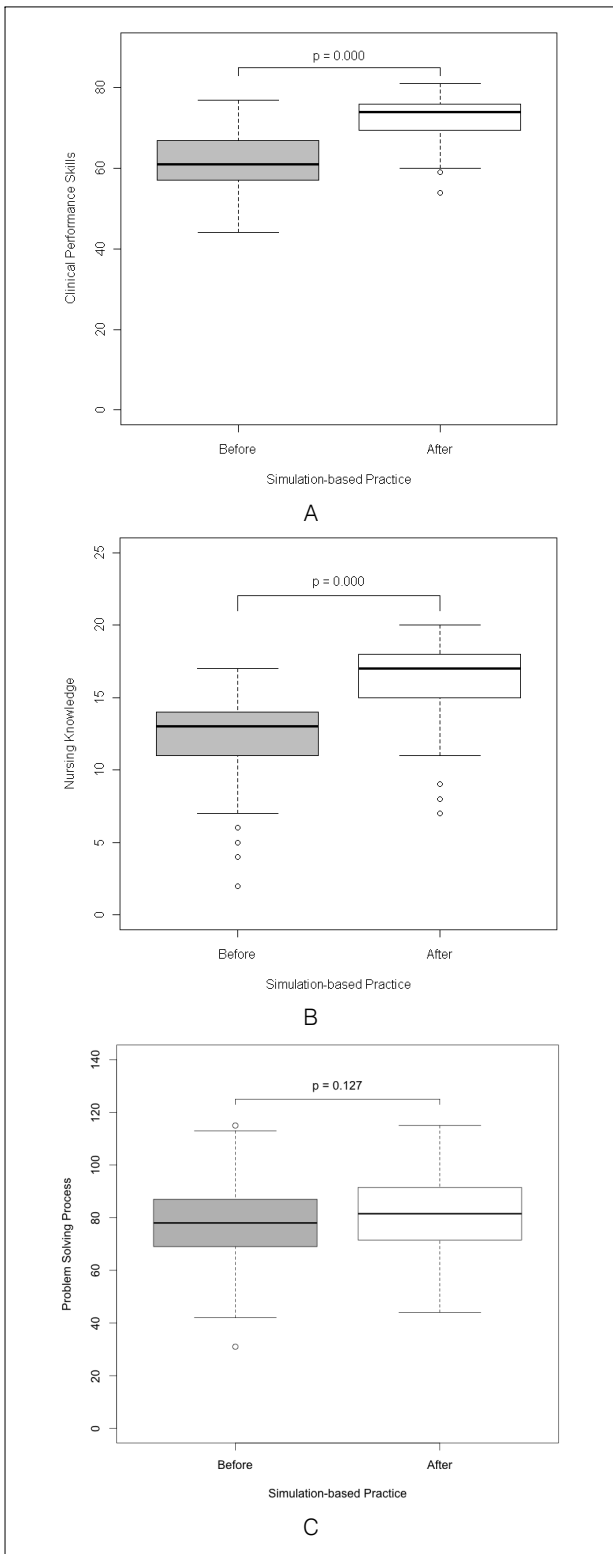 p = 0.000
80
60
40
20
0
Clinical Performance Skills
Before
After
Simulation-based Practice
A
25
20
15
10
5
0
p = 0.000
Nursing Knowledge
Before
After
Simulation-based Practice
B
140
120
100
80
60
40
20
0
p = 0.127
Problem Solving Process
Before
After
Simulation-based Practice
C